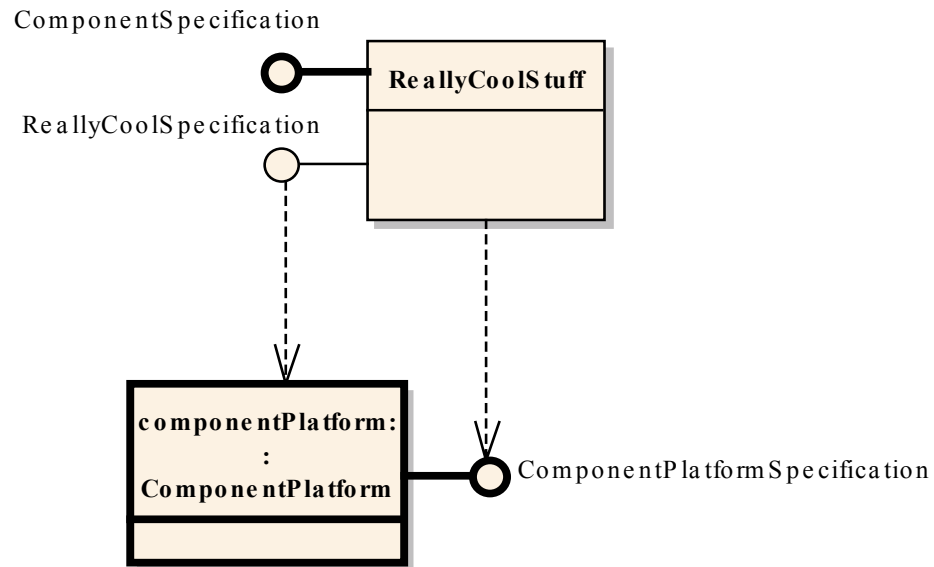 ComponentSpecification
ReallyCoolStuff
ReallyCoolSpecification
componentPlatform:
:
ComponentPlatform
ComponentPlatformSpecification